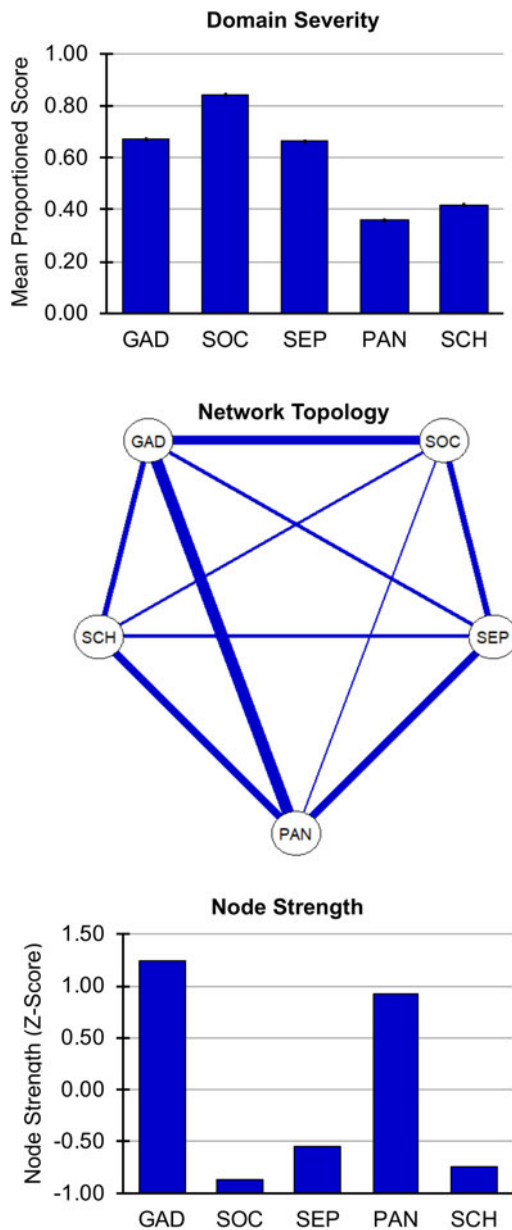 Domain Severity
Mean Proportioned Score
1.00
0.80
0.60
0.40
0.20
0.00
GAD SOC SEP PAN SCH
Network Topology
GAD SOC
SCH SEP
PAN
Node Strength
Node Strength (Z-Score)
1.50
1.00
0.50
0.00
-0.50
-1.00
GAD SOC SEP PAN SCH